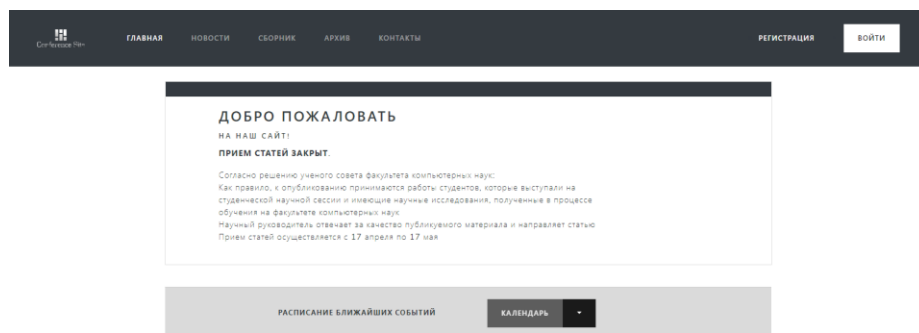 ГЛАВНАЯ НОВОСТИ СБОРНИК АРХИВ КОНТАКТЫ РЕГИСТРАЦИЯ ВОЙТИ
ДОБРО ПОЖАЛОВАТЬ
НА НАШ САЙТ!
ПРИЕМ СТАТЕЙ ЗАКРЫТ.
Согласно решению ученого совета факультета компьютерных наук:
Как правило, к опубликованию принимаются работы студентов, которые выступали на
студенческой научной сессии и имеющие научные исследования, полученные в процессе
обучения на факультете компьютерных наук
Научный руководитель отвечает за качество публикуемого материала и направляет статью
Прием статей осуществляется с 17 апреля по 17 мая
РАСПИСАНИЕ БЛИЖАЙШИХ СОБЫТИЙ КАЛЕНДАРЬ